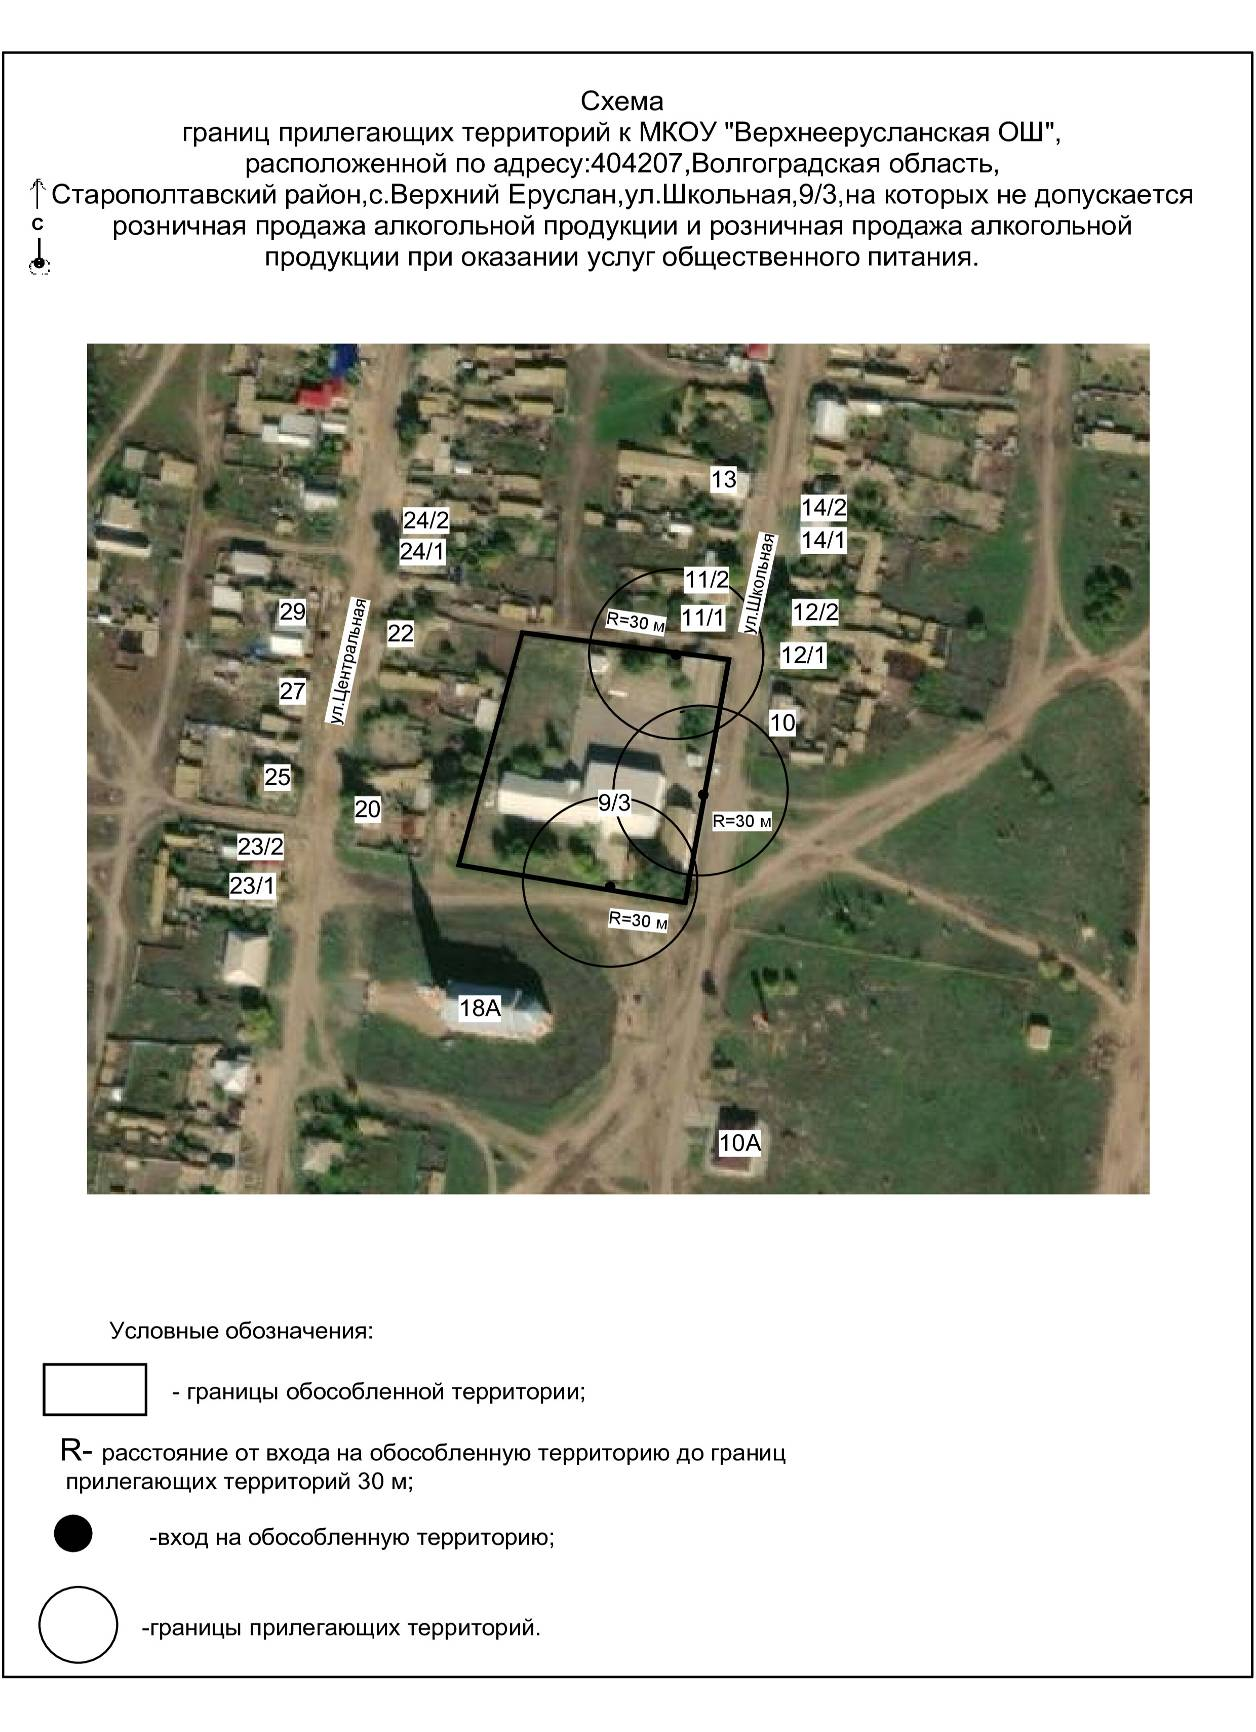 Схема
границ прилегающих территорий к МКОУ "Верхнеерусланская ОШ",
расположенной по адресу:404207,Волгоградская область,
Старополтавский район,с.Верхний Еруслан,ул.Школьная,9/3,на которых не допускается
розничная продажа алкогольной продукции и розничная продажа алкогольной
продукции при оказании услуг общественного питания.
С
13
14/2
24/2
14/1
24/1
ул.Школьная
11/2
29
11/1
12/2
R=30 м
22
12/1
ул.Центральная
27
10
25
9/3
20
R=30 м
23/2
23/1
R=30 м
18А
10А
Условные обозначения:
- границы обособленной территории;
R- расстояние от входа на обособленную территорию до границ
прилегающих территорий 30 м;
-вход на обособленную территорию;
-границы прилегающих территорий.